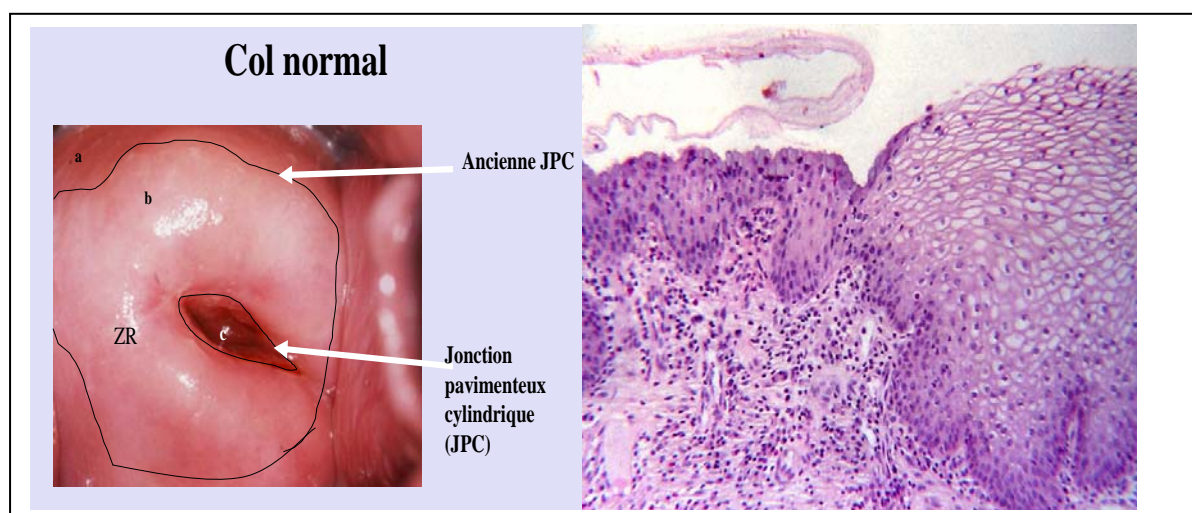 Col normal
a
Ancienne JPC
b
ZR
c
Jonction
pavimenteux
cylindrique
(JPC)